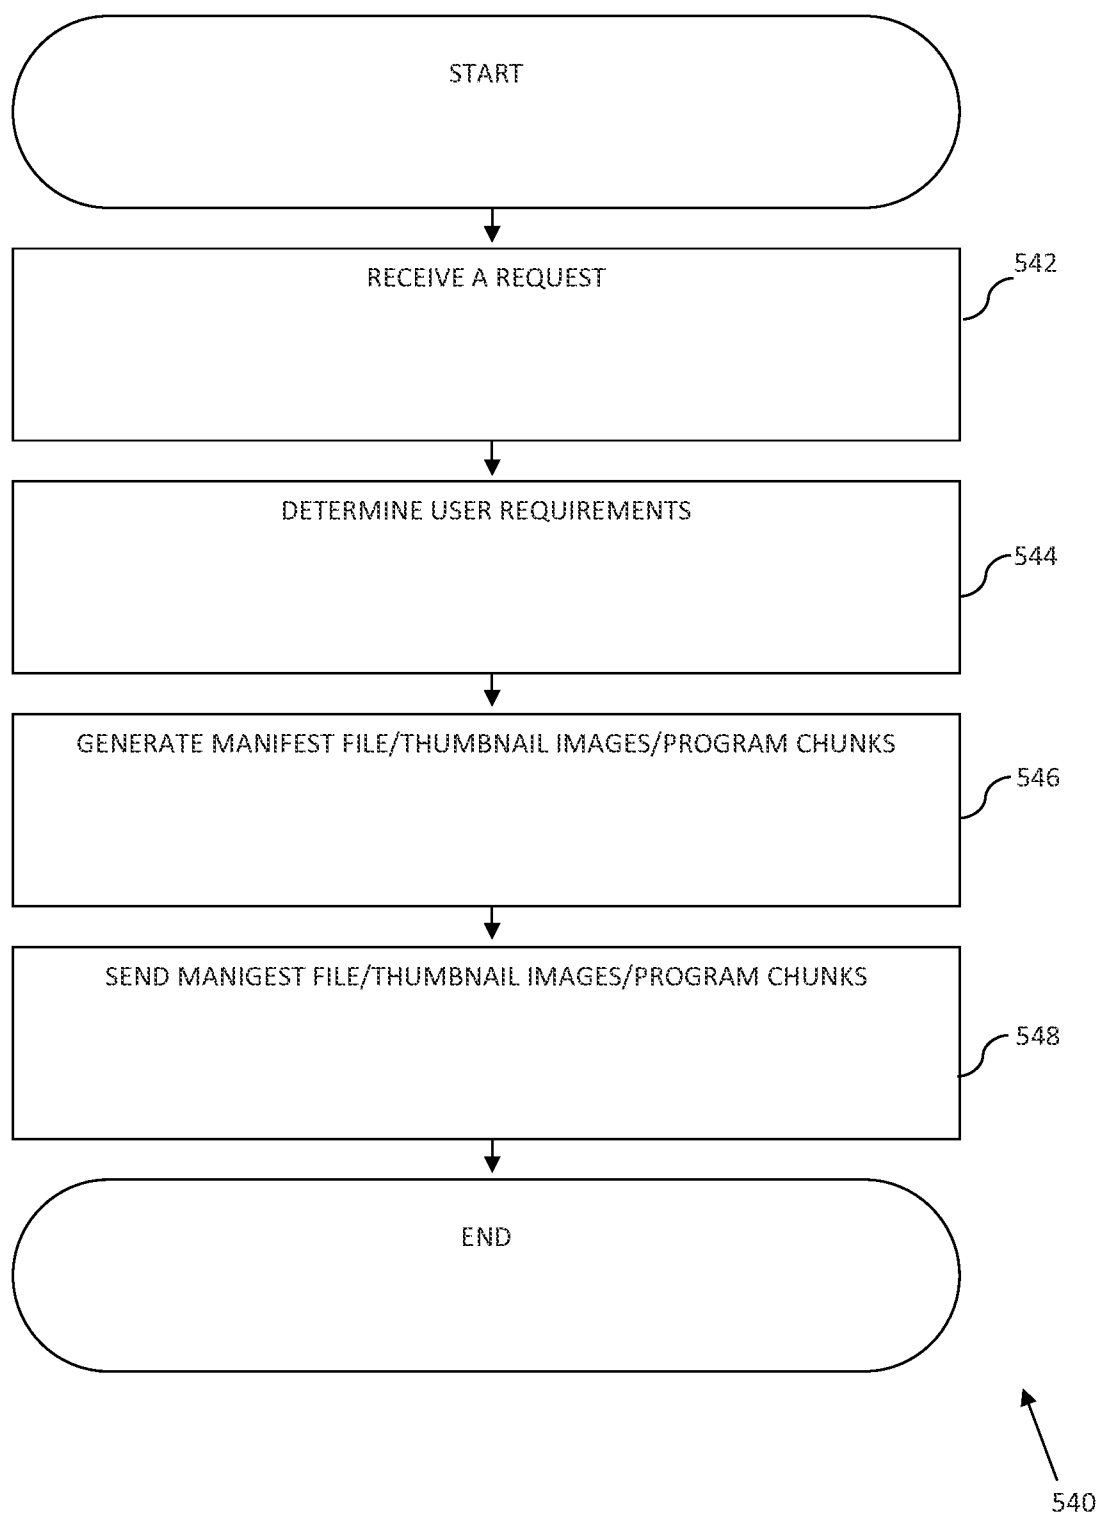 START
RECEIVE A REQUEST
542
DETERMINE USER REQUIREMENTS
544
GENERATE MANIFEST FILE/THUMBNAIL IMAGES/PROGRAM CHUNKS
546
SEND MANIGEST FILE/THUMBNAIL IMAGES/PROGRAM CHUNKS
548
END
540